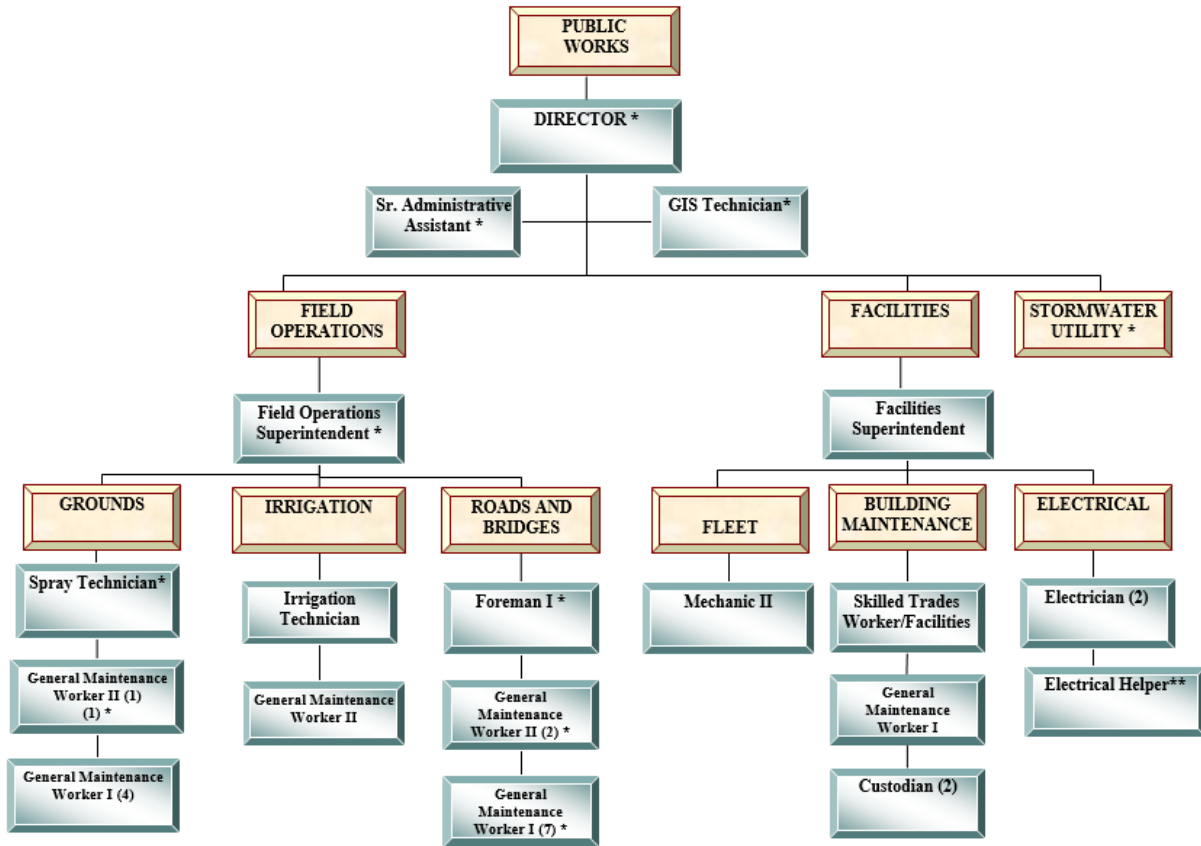 PUBLIC
WORKS
DIRECTOR *
Sr. Administrative
Assistant *
GIS Technician*
FIELD
OPERATIONS
FACILITIES
STORMWATER
UTILITY *
Field Operations
Superintendent *
Facilities
Superintendent
GROUNDS
IRRIGATION
ROADS AND
BRIDGES
FLEET
BUILDING
MAINTENANCE
ELECTRICAL
Spray Technician*
Irrigation
Technician
Foreman I *
Mechanic II
Skilled Trades
Worker/Facilities
Electrician (2)
General Maintenance
Worker II (1)
(1) *
General Maintenance
Worker II
General
Maintenance
Worker II (2) *
General
Maintenance
Worker I
Electrical Helper**
General Maintenance
Worker I (4)
General
Maintenance
Worker I (7) *
Custodian (2)